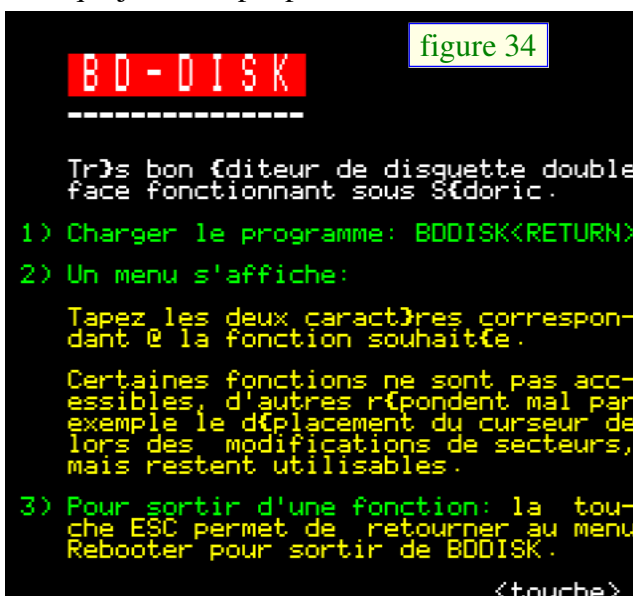 figure 34
BD-DISK
---------------
Tr}s bon {diteur de disquette double
face fonctionnant sous S{doric.
1) Charger le programme: BDDISK<RETURN>
2) Un menu s'affiche:
Tapez les deux caract}res correspon-
dant @ la fonction souhait{e.
Certaines fonctions ne sont pas acc-
essibles, d'autres r{pondent mal par
exemple le d{placement du curseur de
lors des  modifications de secteurs,
mais restent utilisables.
3) Pour sortir d'une fonction: la  tou-
che ESC permet de  retourner au menu
Rebooter pour sortir de BDDISK.
<touche>